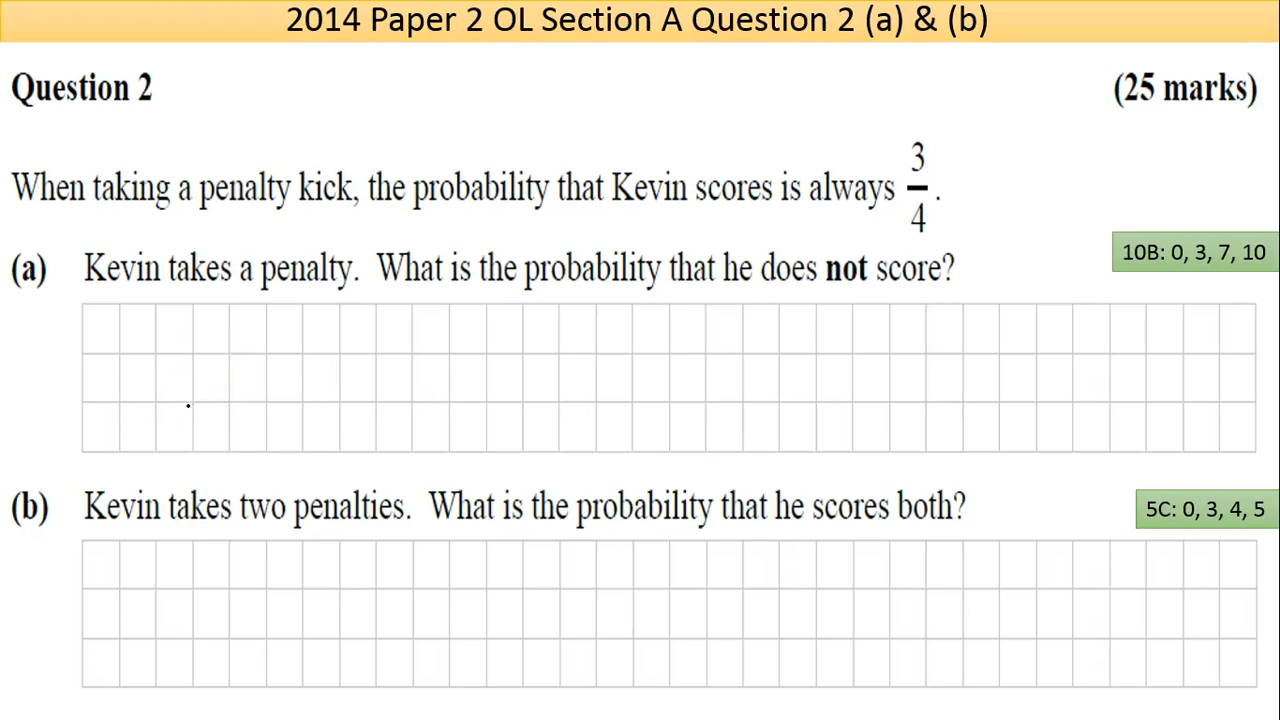 2014 Paper 2 OL Section A Question 2 (a) & (b)
Question 2 (25 marks)
When taking a penalty kick, the probability that Kevin scores is always 3/4.
(a) Kevin takes a penalty. What is the probability that he does not score?
10B: 0, 3, 7, 10
(b) Kevin takes two penalties. What is the probability that he scores both?
5C: 0, 3, 4, 5